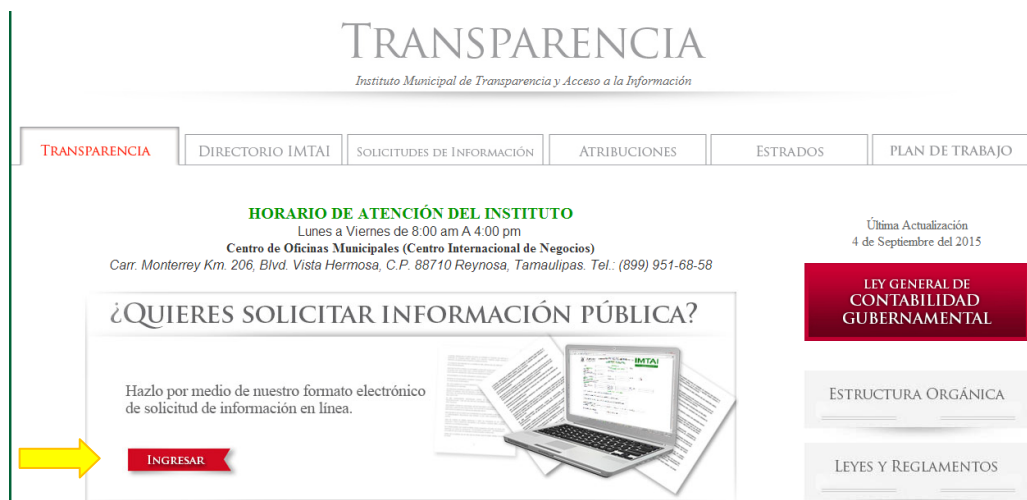 TRANSPARENCIA
Instituto Municipal de Transparencia y Acceso a la Información
TRANSPARENCIA
DIRECTORIO IMTAI
SOLICITUDES DE INFORMACIÓN
ATRIBUCIONES
ESTRADOS
PLAN DE TRABAJO
HORARIO DE ATENCIÓN DEL INSTITUTO
Lunes a Viernes de 8:00 am A 4:00 pm
Centro de Oficinas Municipales (Centro Internacional de Negocios)
Carr. Monterrey Km. 206, Blvd. Vista Hermosa, C.P. 88710 Reynosa, Tamaulipas. Tel.: (899) 951-68-58
Última Actualización
4 de Septiembre del 2015
LEY GENERAL DE
CONTABILIDAD
GUBERNAMENTAL
¿QUIERES SOLICITAR INFORMACIÓN PÚBLICA?
Hazlo por medio de nuestro formato electrónico
de solicitud de información en línea.
INGRESAR
IMTAI
ESTRUCTURA ORGÁNICA
LEYES Y REGLAMENTOS